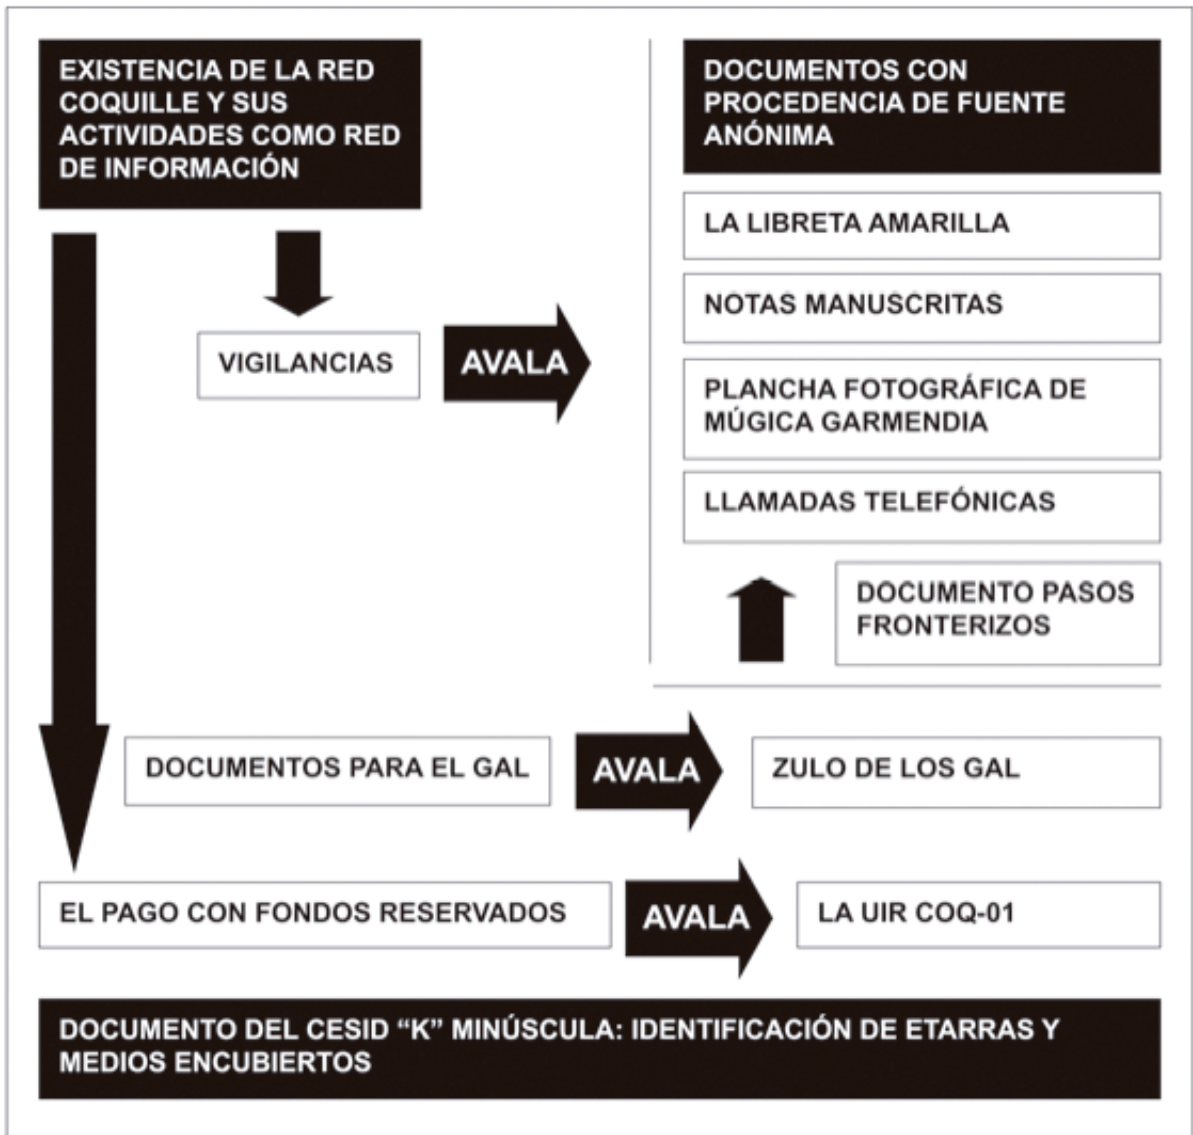 EXISTENCIA DE LA RED
COQUILLE Y SUS
ACTIVIDADES COMO RED
DE INFORMACIÓN
VIGILANCIAS
AVALA
DOCUMENTOS CON
PROCEDENCIA DE FUENTE
ANÓNIMA
LA LIBRETA AMARILLA
NOTAS MANUSCRITAS
PLANCHA FOTOGRÁFICA DE
MÚGICA GARMENDIA
LLAMADAS TELEFÓNICAS
DOCUMENTO PASOS
FRONTERIZOS
DOCUMENTOS PARA EL GAL
AVALA
ZULO DE LOS GAL
EL PAGO CON FONDOS RESERVADOS
AVALA
LA UIR COQ-01
DOCUMENTO DEL CESID “K” MINÚSCULA: IDENTIFICACIÓN DE ETARRAS Y
MEDIOS ENCUBIERTOS